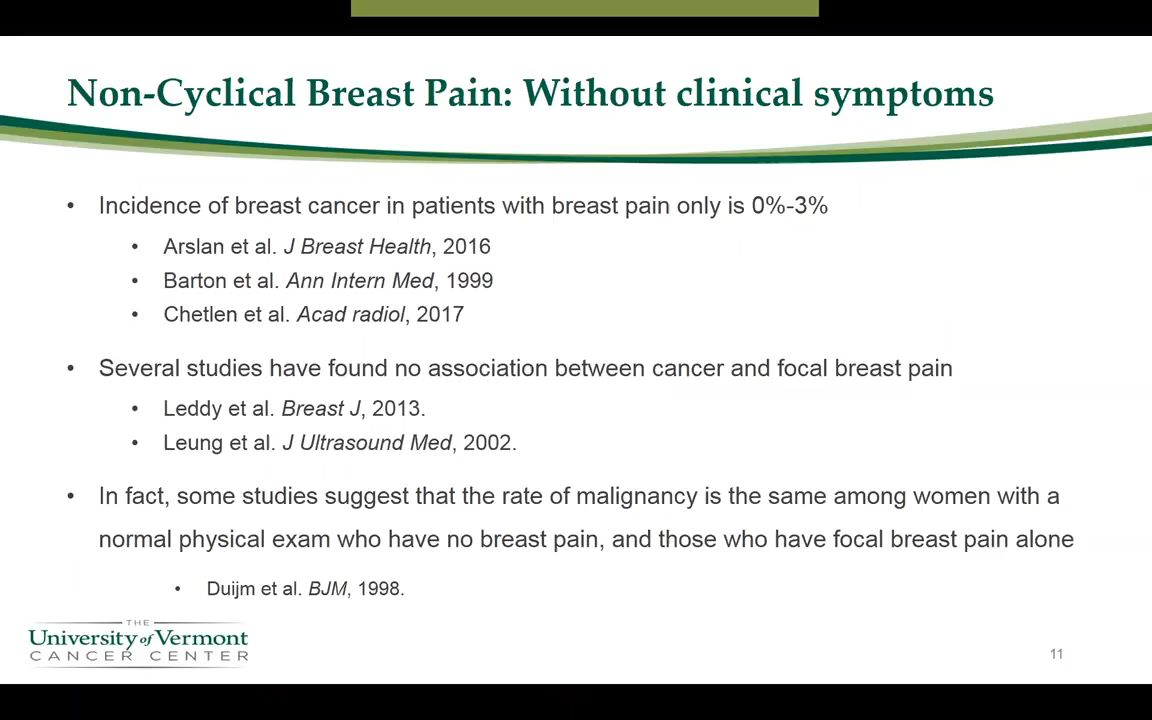 Non-Cyclical Breast Pain: Without clinical symptoms
• Incidence of breast cancer in patients with breast pain only is 0%-3%
• Arslan et al. J Breast Health, 2016
• Barton et al. Ann Intern Med, 1999
• Chetlen et al. Acad radiol, 2017
• Several studies have found no association between cancer and focal breast pain
• Leddy et al. Breast J, 2013.
• Leung et al. J Ultrasound Med, 2002.
• In fact, some studies suggest that the rate of malignancy is the same among women with a
normal physical exam who have no breast pain, and those who have focal breast pain alone
• Duijm et al. BJM, 1998.
THE
University of Vermont
CANCER CENTER
11